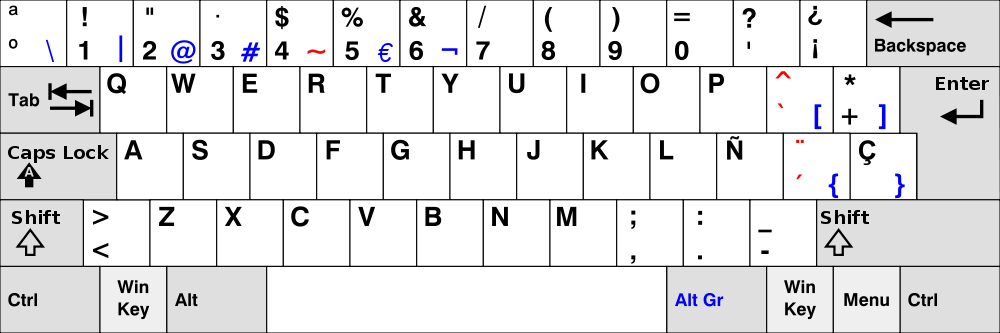 ª ! " · $ % & / ( ) = ? ¿ Backspace
º \ 1 | 2 @ 3 # 4 ~ 5 € 6 ¬ 7 8 9 0 ' ¡
Tab Q W E R T Y U I O P ^ * Enter
` [ + ]
Caps Lock A S D F G H J K L Ñ ¨ Ç
A ´ { }
Shift > Z X C V B N M ; : _ Shift
< , . -
Ctrl Win Key Alt Alt Gr Win Key Menu Ctrl